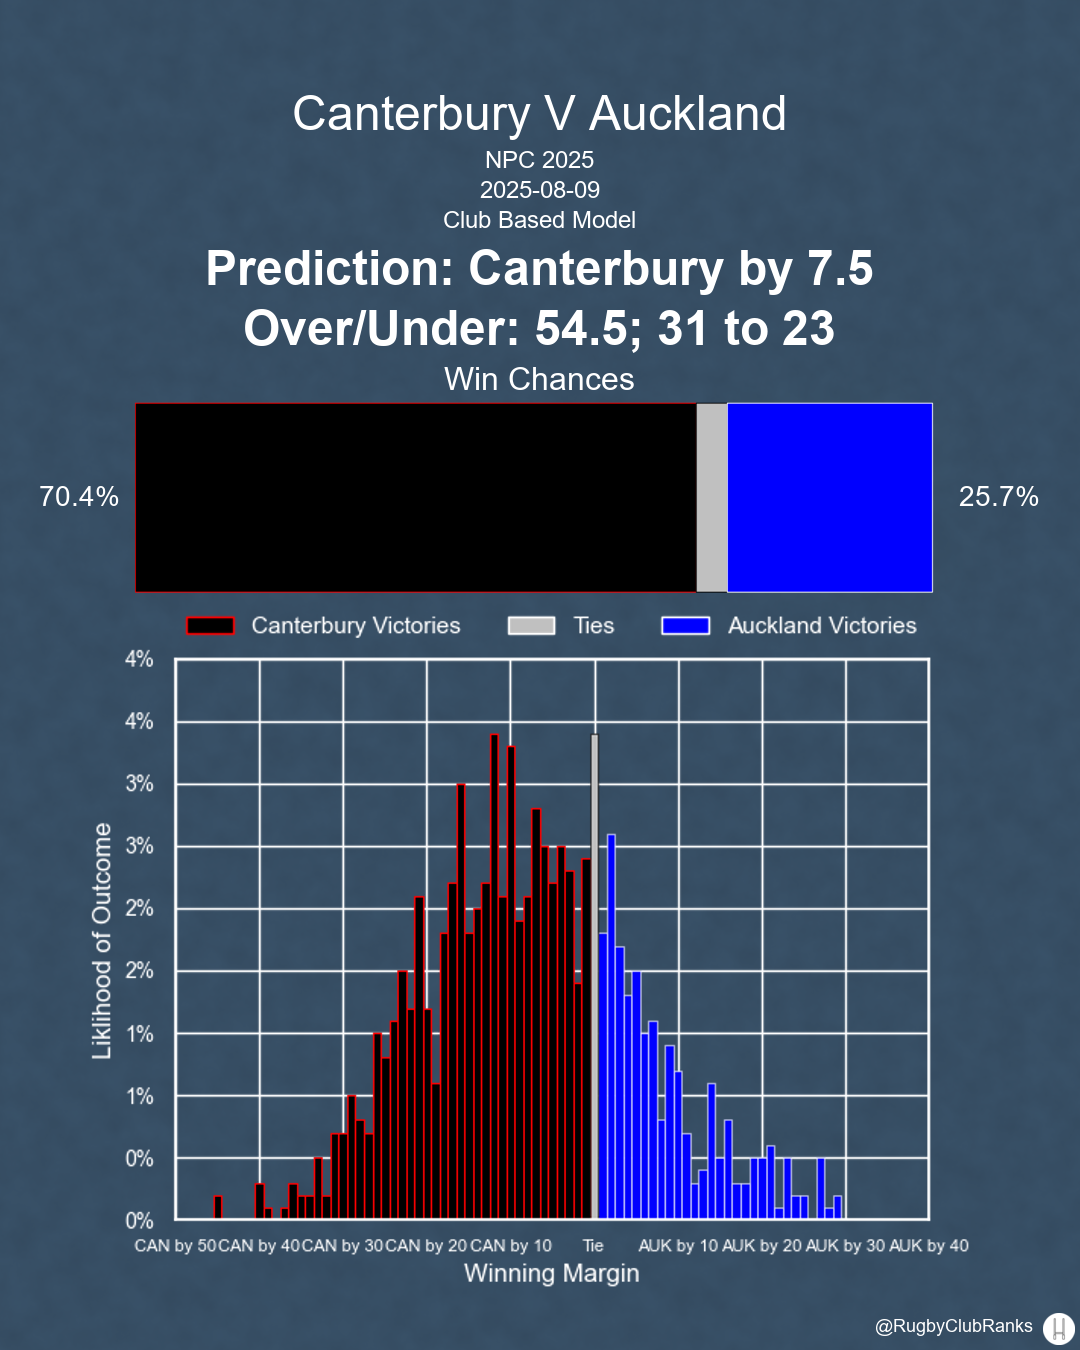 Canterbury V Auckland
NPC 2025
2025-08-09
Club Based Model
Prediction: Canterbury by 7.5
Over/Under: 54.5; 31 to 23
Win Chances
70.4%
25.7%
Canterbury Victories
Ties
Auckland Victories
4%
4%
3%
3%
2%
2%
1%
1%
0%
0%
Liklihood of Outcome
CAN by 50 CAN by 40 CAN by 30 CAN by 20 CAN by 10 Tie AUK by 10 AUK by 20 AUK by 30 AUK by 40
Winning Margin
@RugbyClubRanks